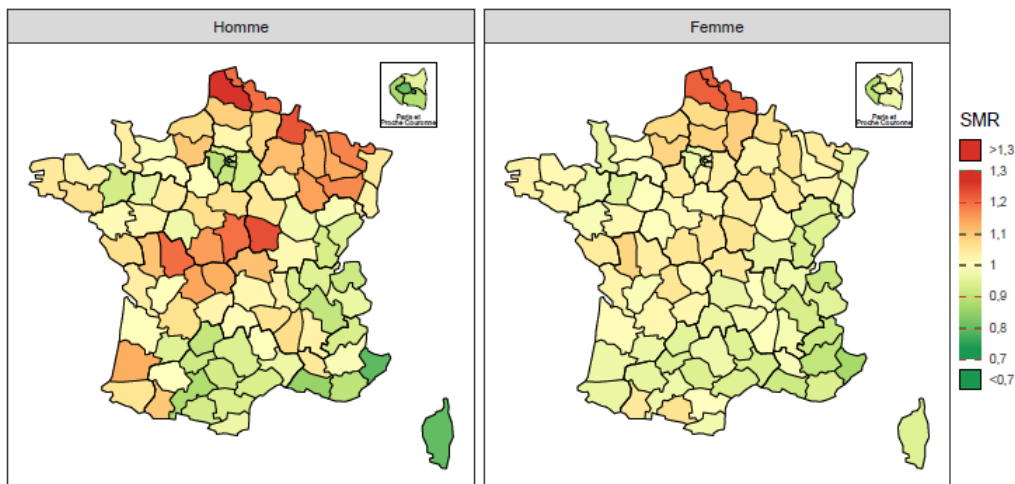 Homme
Femme
Paris et
Proche Couronne
Paris et
Proche Couronne
SMR
>1,3
1,3
1,2
1,1
1
0,9
0,8
0,7
<0,7